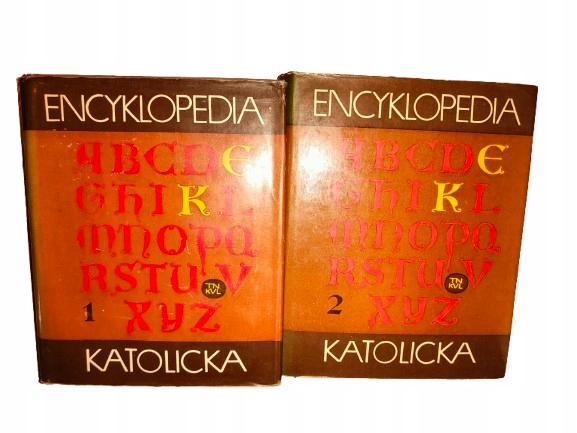 ENCYKLOPEDIA
ABCDE
GHIKL
MNOPQ
RSTUV
TN
KUL
1
XYZ
KATOLICKA
ENCYKLOPEDIA
ABCDE
GHIKL
MNOPQ
RSTUV
TN
KUL
2
XYZ
KATOLICKA